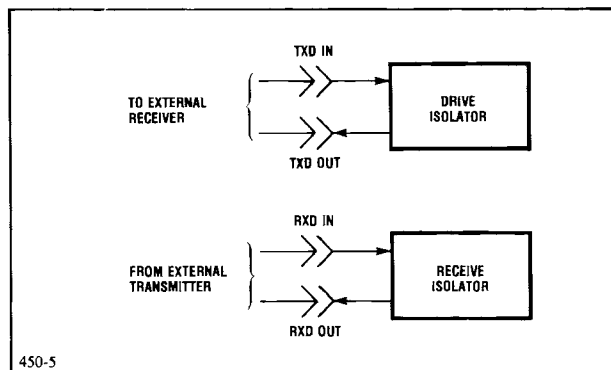 TXD IN
TO EXTERNAL
RECEIVER
DRIVE
ISOLATOR
TXD OUT
RXD IN
FROM EXTERNAL
TRANSMITTER
RECEIVE
ISOLATOR
RXD OUT
450-5